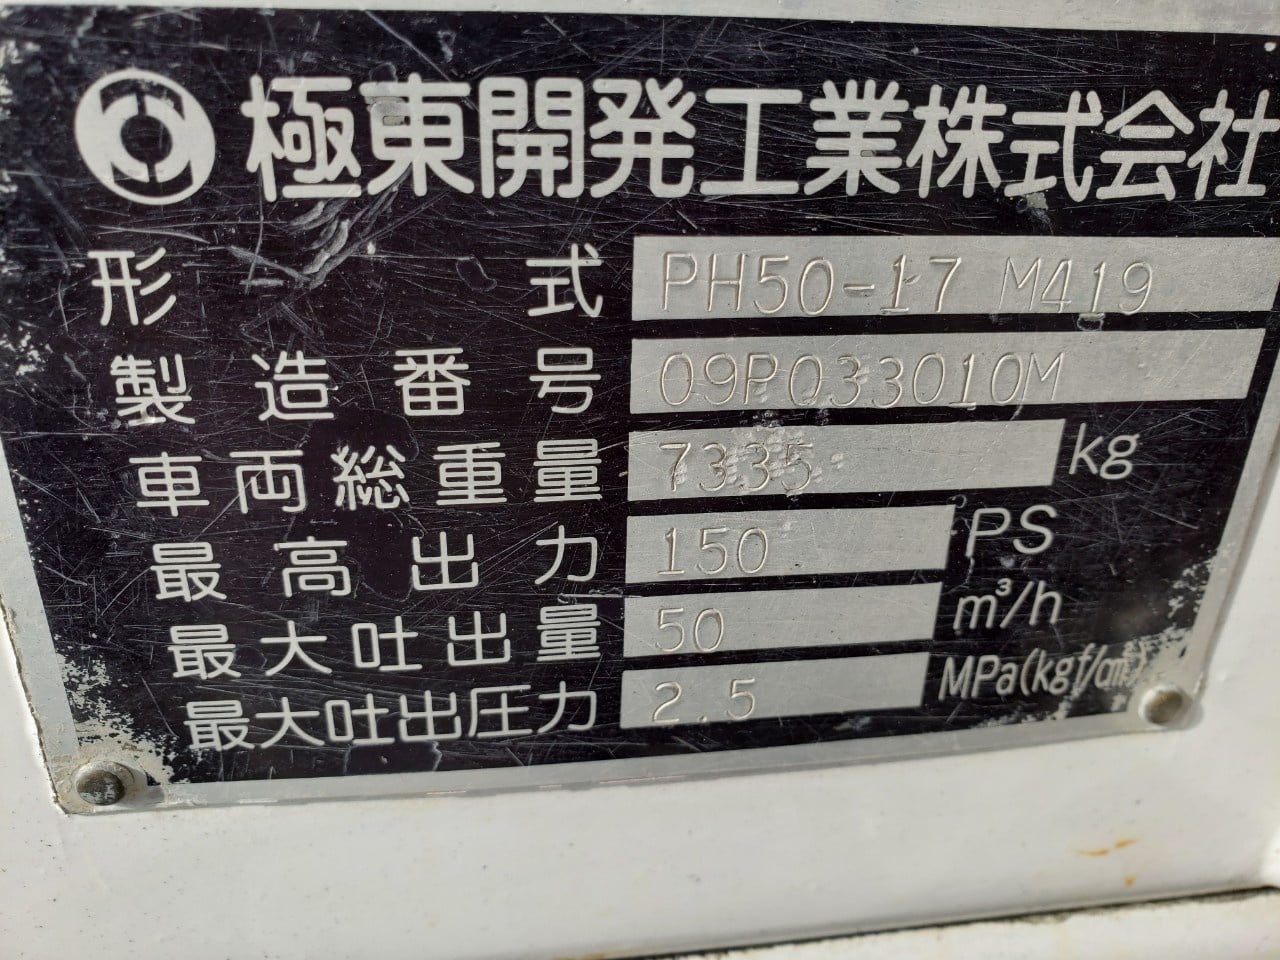 極東開発工業株式会社
形式 PH50-17 M419
製造番号 09P033010M
車両総重量 7335 kg
最高出力 150 PS
最大吐出量 50 m³/h
最大吐出圧力 2.5 MPa(kgf/cm²)